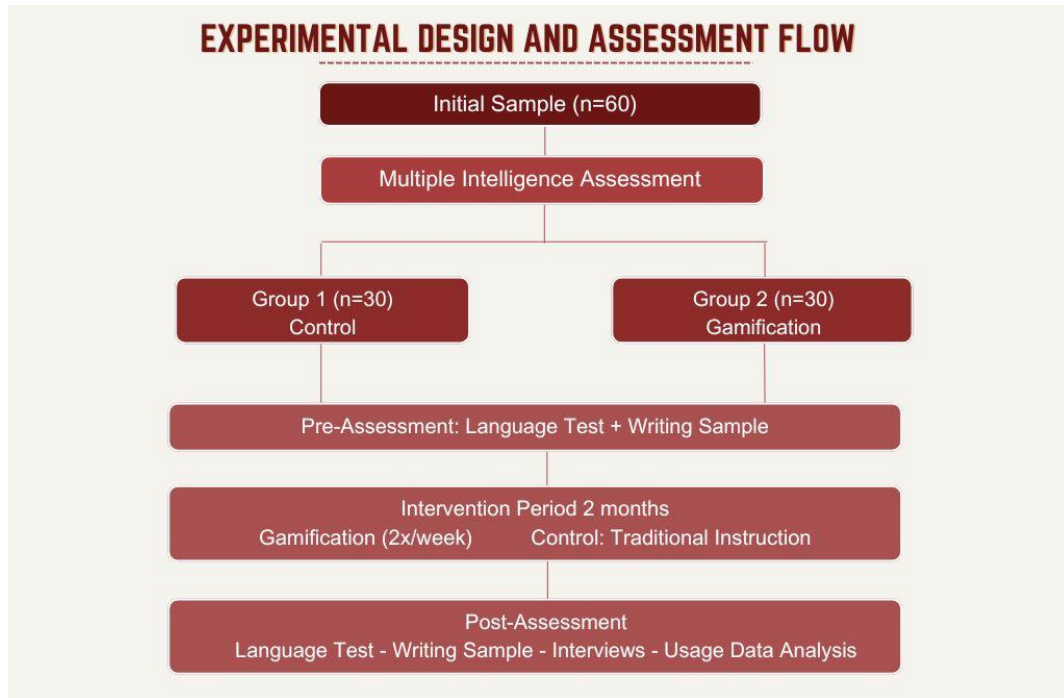 EXPERIMENTAL DESIGN AND ASSESSMENT FLOW
Initial Sample (n=60)
Multiple Intelligence Assessment
Group 1 (n=30)
Control
Group 2 (n=30)
Gamification
Pre-Assessment: Language Test + Writing Sample
Intervention Period 2 months
Gamification (2x/week) Control: Traditional Instruction
Post-Assessment
Language Test - Writing Sample - Interviews - Usage Data Analysis